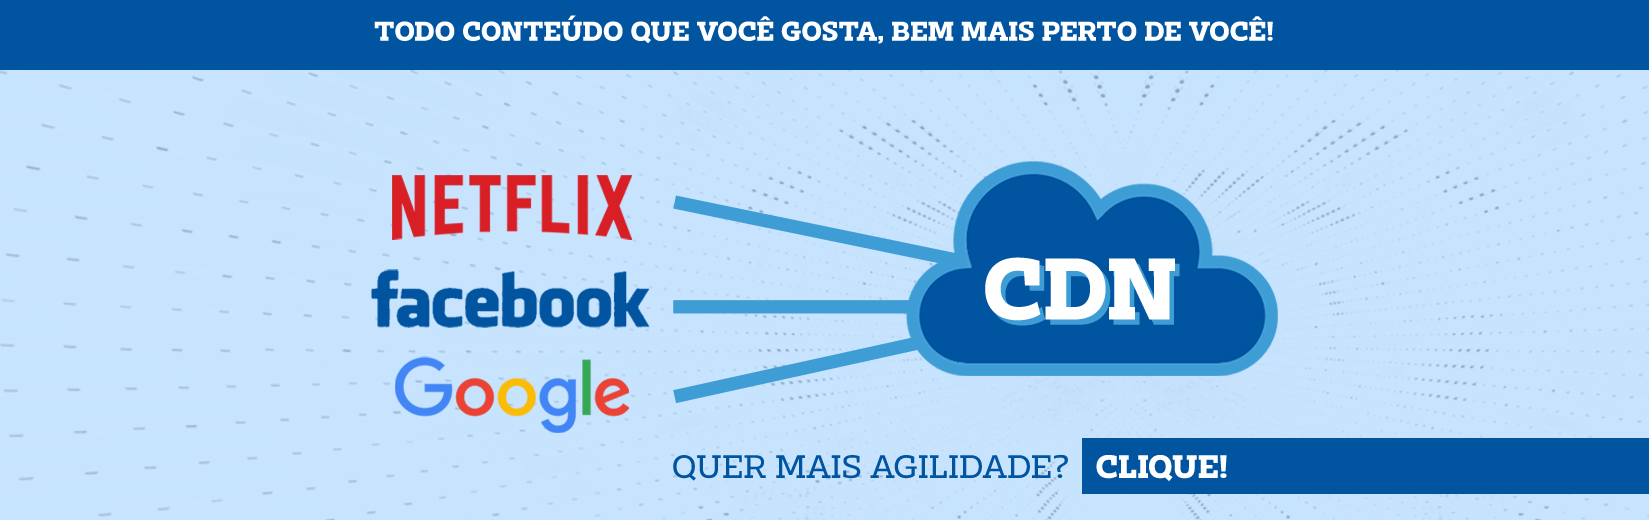 TODO CONTEÚDO QUE VOCÊ GOSTA, BEM MAIS PERTO DE VOCÊ!
NETFLIX
facebook
Google
CDN
QUER MAIS AGILIDADE? CLIQUE!